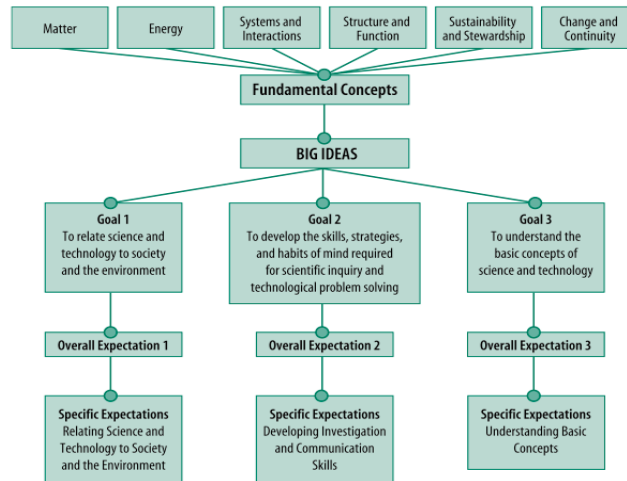 Matter
Energy
Systems and
Interactions
Structure and
Function
Sustainability
and Stewardship
Change and
Continuity
Fundamental Concepts
BIG IDEAS
Goal 1
To relate science and
technology to society
and the environment
Goal 2
To develop the skills, strategies,
and habits of mind required
for scientific inquiry and
technological problem solving
Goal 3
To understand the
basic concepts of
science and technology
Overall Expectation 1
Overall Expectation 2
Overall Expectation 3
Specific Expectations
Relating Science and
Technology to Society
and the Environment
Specific Expectations
Developing Investigation
and Communication
Skills
Specific Expectations
Understanding Basic
Concepts